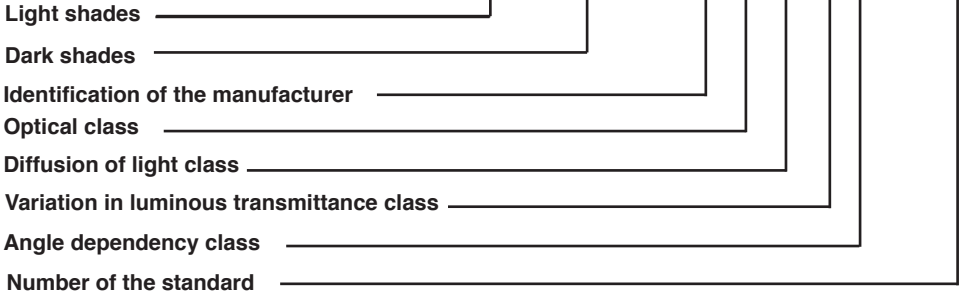 Light shades
Dark shades
Identification of the manufacturer
Optical class
Diffusion of light class
Variation in luminous transmittance class
Angle dependency class
Number of the standard